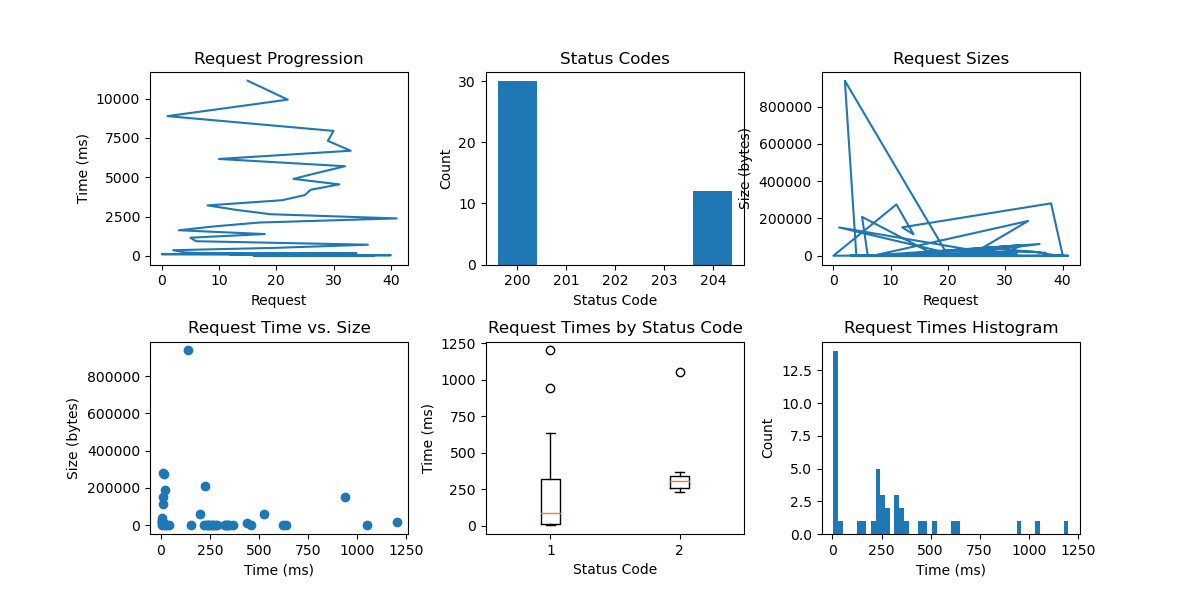 Request Progression
Time (ms)
10000
7500
5000
2500
0
0 10 20 30 40
Request
Status Codes
Count
30
20
10
0
200 201 202 203 204
Status Code
Request Sizes
Size (bytes)
800000
600000
400000
200000
0
0 10 20 30 40
Request
Request Time vs. Size
Size (bytes)
800000
600000
400000
200000
0
0 250 500 750 1000 1250
Time (ms)
Request Times by Status Code
Time (ms)
1250
1000
750
500
250
0
1 2
Status Code
Request Times Histogram
Count
12.5
10.0
7.5
5.0
2.5
0.0
0 250 500 750 1000 1250
Time (ms)